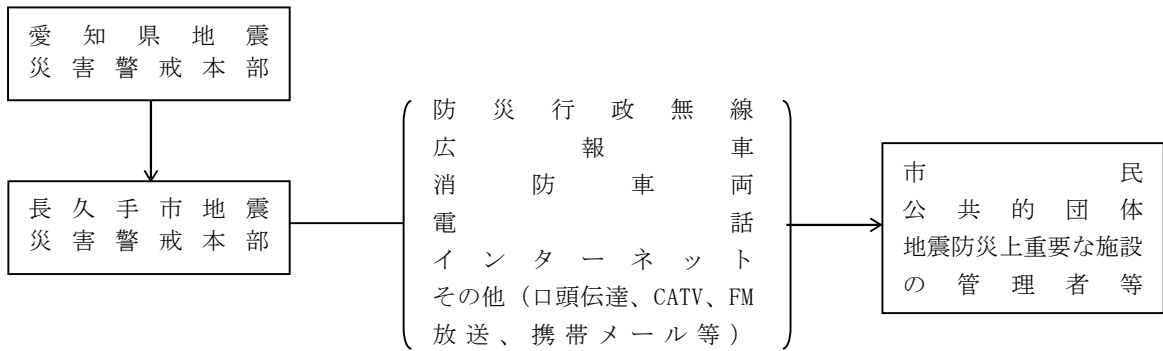 愛知県地震
災害警戒本部
長久手市地震
災害警戒本部
防災行政無線
広報車
消防車両
電話
インターネット
その他（口頭伝達、CATV、FM
放送、携帯メール等）
市民
公共的団体
地震防災上重要な施設
の管理者等